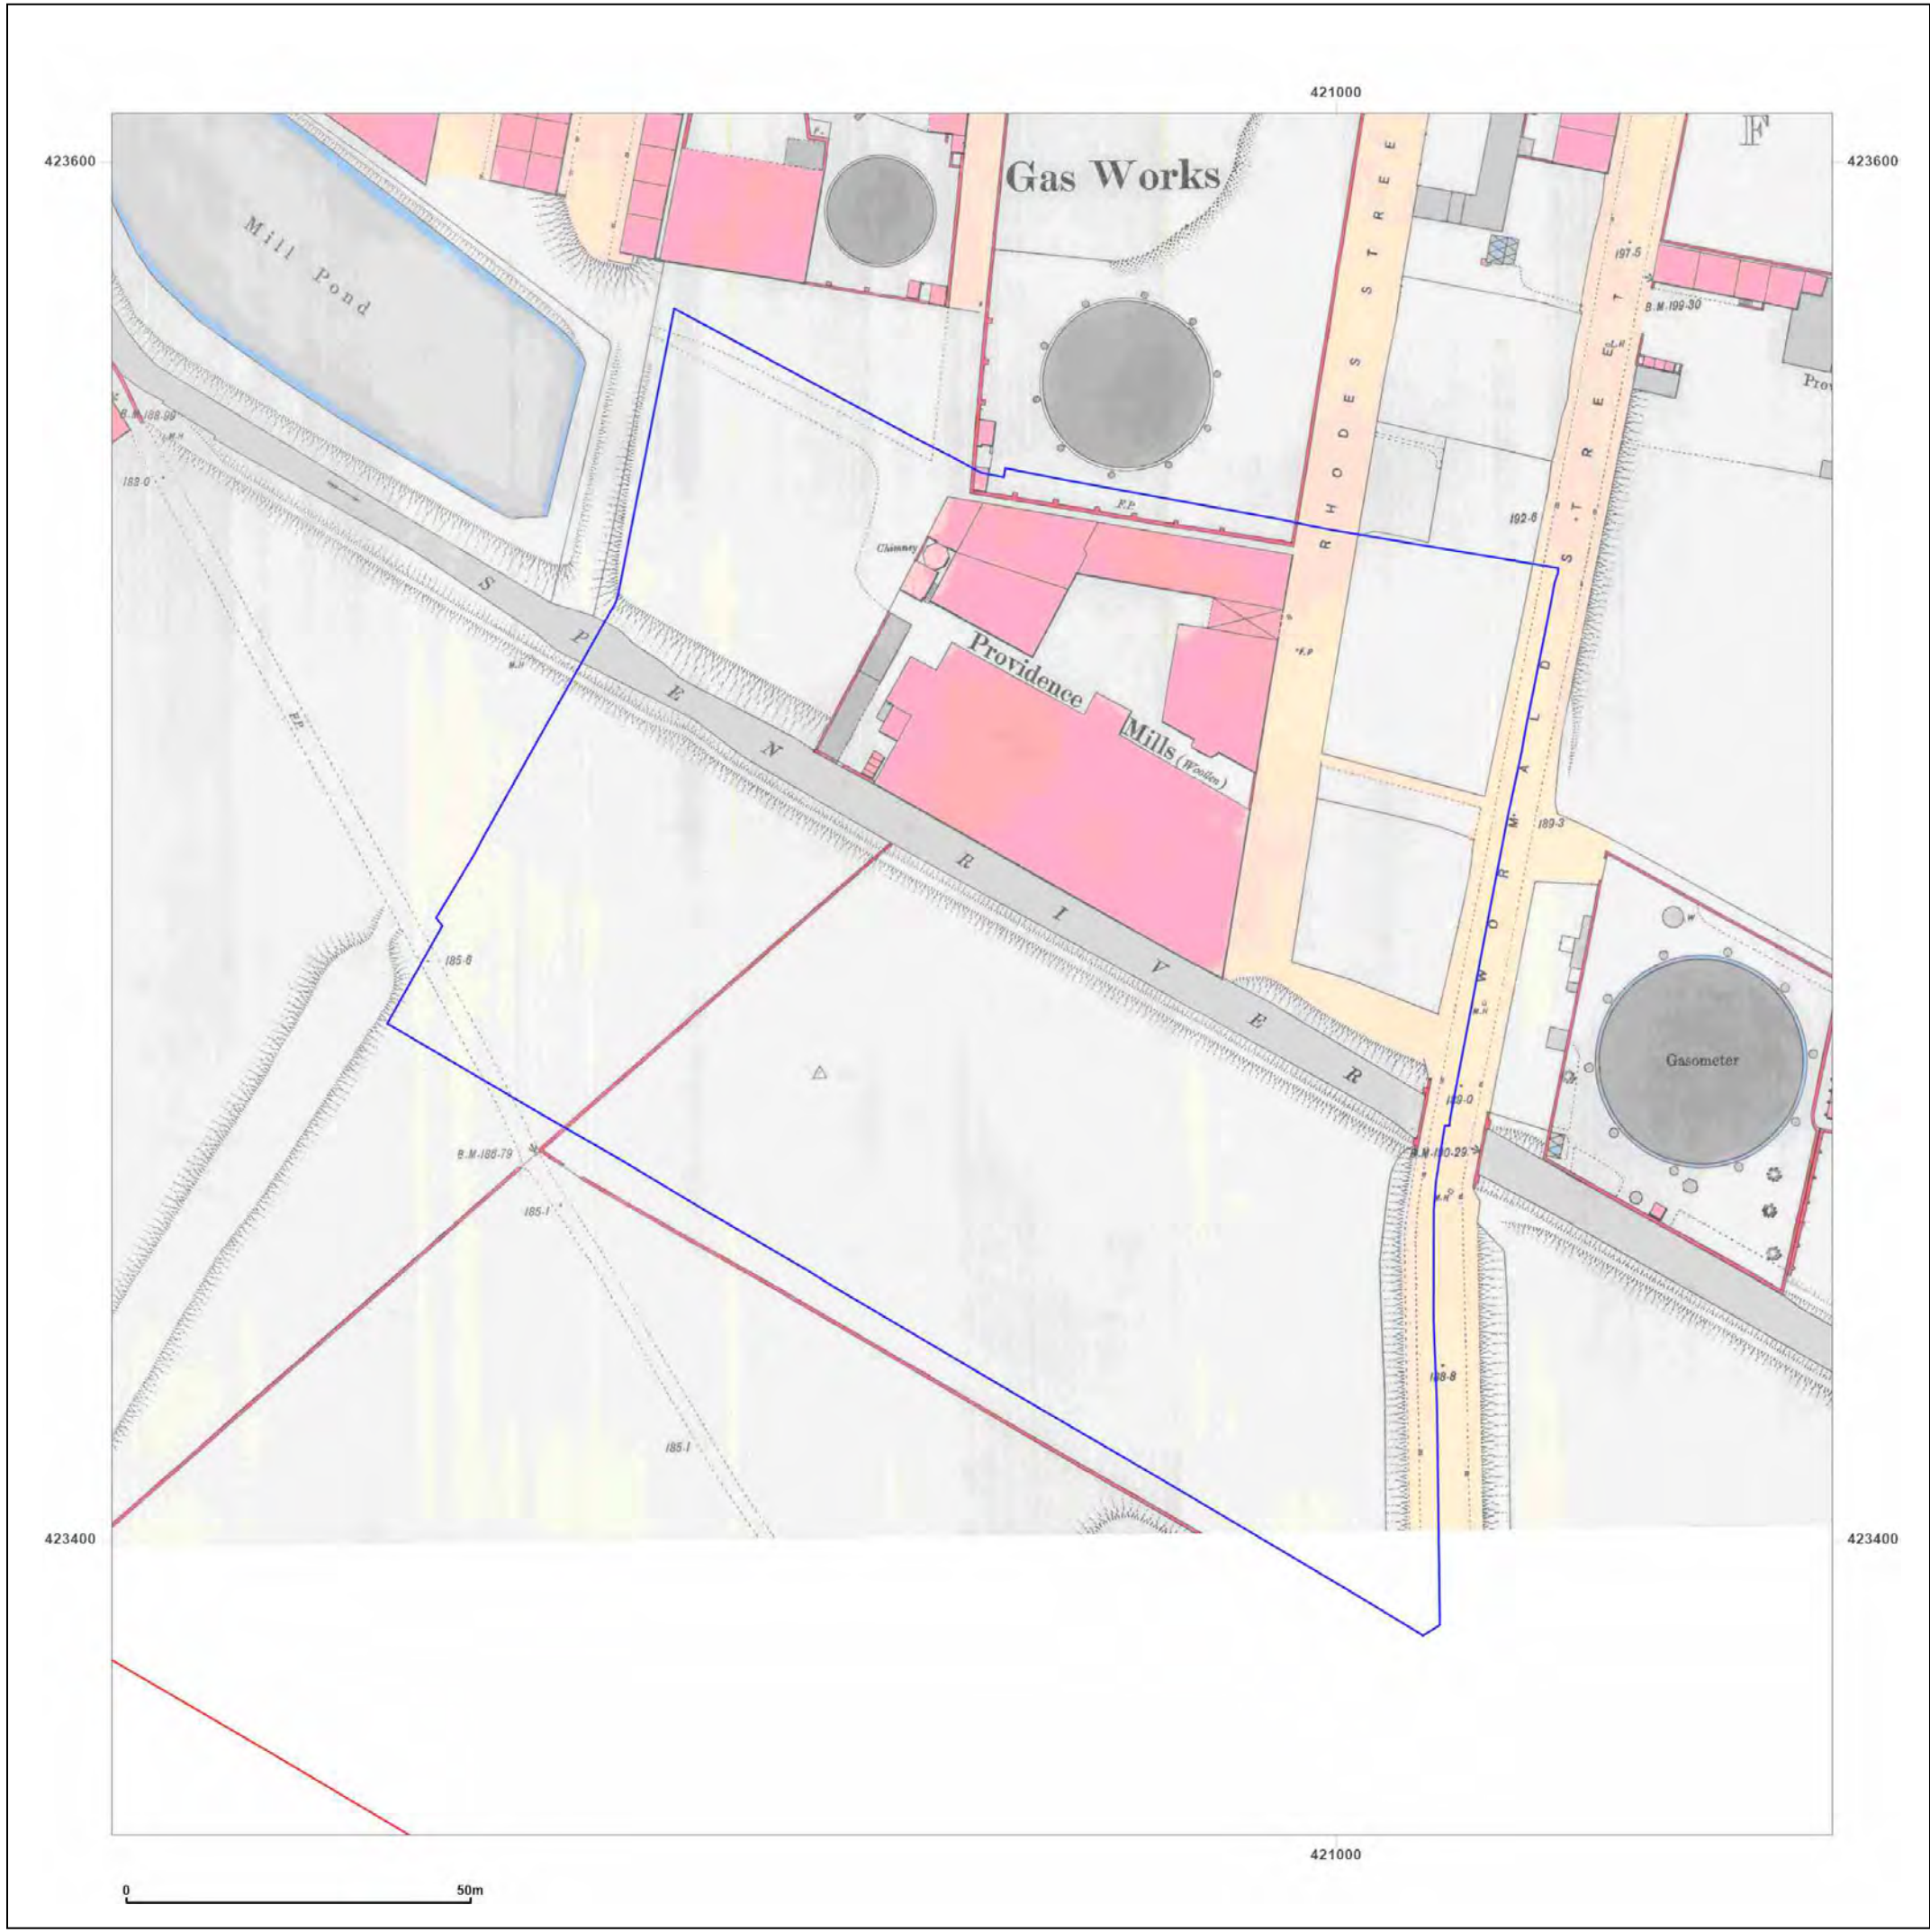 421000
423600
423600
Gas Works
F
RHODES STREE
Mill Pond
197·5
B.M.199·30
L.H
Prov
B.M.188·99
M.H
183·0
192·6
F.P.
Chimney
SPEN RIVER
M.H
F.P
F.P.
Providence
Mills (Woollen)
WORMALD STREET
189·3
W
185·6
M.H
Gasometer
189·0
B.M.186·79
B.M.190·29
M.H
185·1
188·8
185·1
423400
423400
421000
0
50m